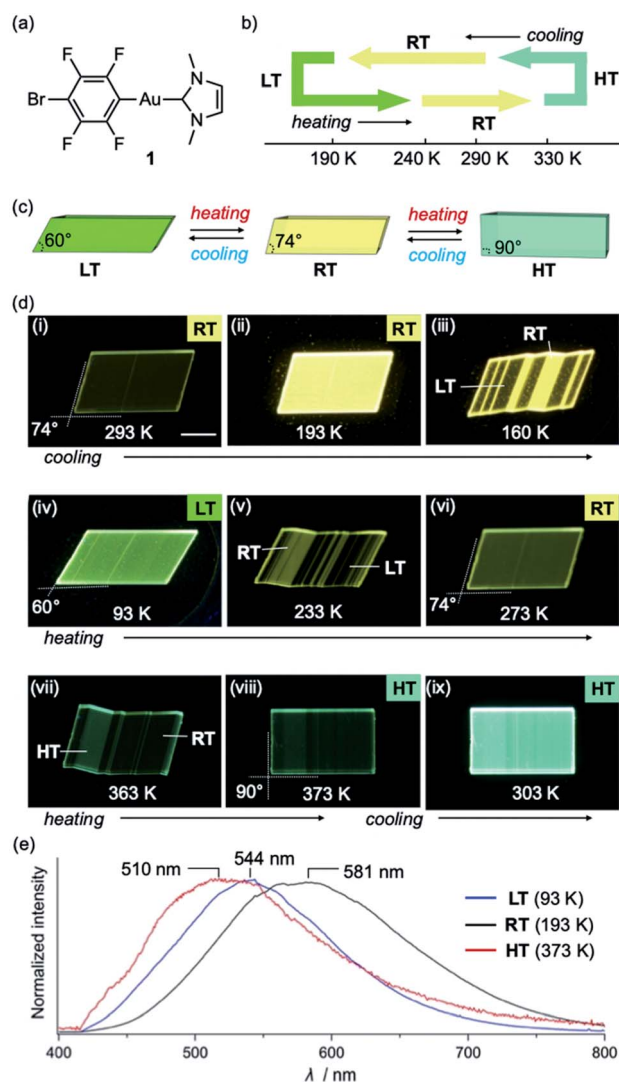 (a)
F F
Br
Au
N
N
F F
1
(b)
RT
cooling
LT
HT
heating
RT
190 K 240 K 290 K 330 K
(c)
60°
LT
heating
cooling
74°
RT
heating
cooling
90°
HT
(d)
(i)
RT
74°
293 K
(ii)
RT
193 K
(iii)
RT
LT
160 K
cooling
(iv)
LT
60°
93 K
(v)
RT
LT
233 K
(vi)
RT
74°
273 K
heating
(vii)
HT
RT
363 K
(viii)
HT
90°
373 K
(ix)
HT
303 K
heating
cooling
(e)
510 nm
544 nm
581 nm
LT (93 K)
RT (193 K)
HT (373 K)
Normalized intensity
400 500 600 700 800
λ / nm